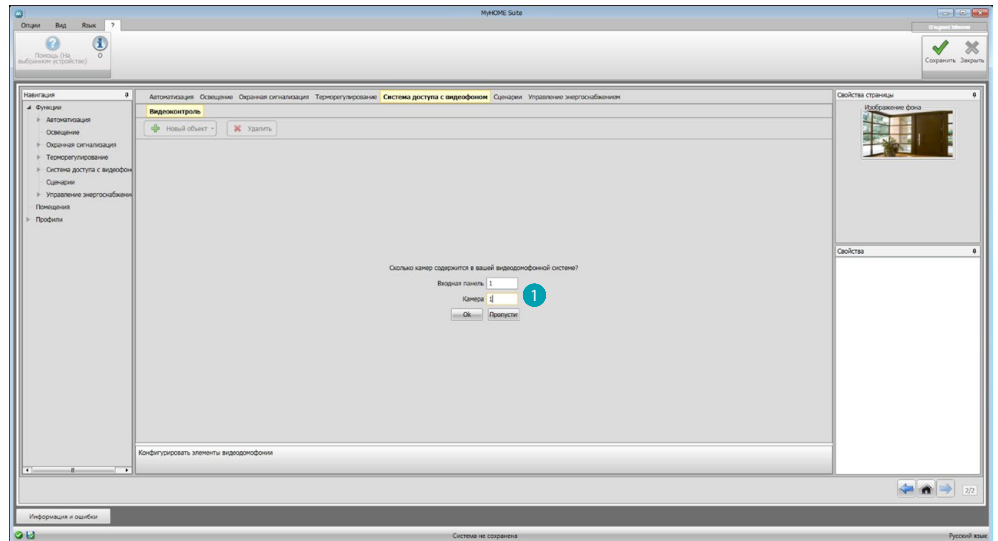 MyHOME Suite
Опции Вид Язык ?
Помощь (На выбранном устройстве)
О
Сохранить Закрыть
Навигация
Функции
Автоматизация
Освещение
Охранная сигнализация
Терморегулирование
Система доступа с видеофон
Сценарии
Управление энергоснабжени
Помещения
Профили
Автоматизация Освещение Охранная сигнализация Терморегулирование Система доступа с видеофоном Сценарии Управление энергоснабжением
Видеоконтроль
Новый объект Удалить
Сколько камер содержится в вашей видеодомофонной системе?
Входная панель 1
Камера 1
1
Ok Пропусти
Конфигурировать элементы видеодомофонии
Свойства страницы
Изображение фона
Свойства
2/2
Информация и ошибки
Система не сохранена
Русский язык